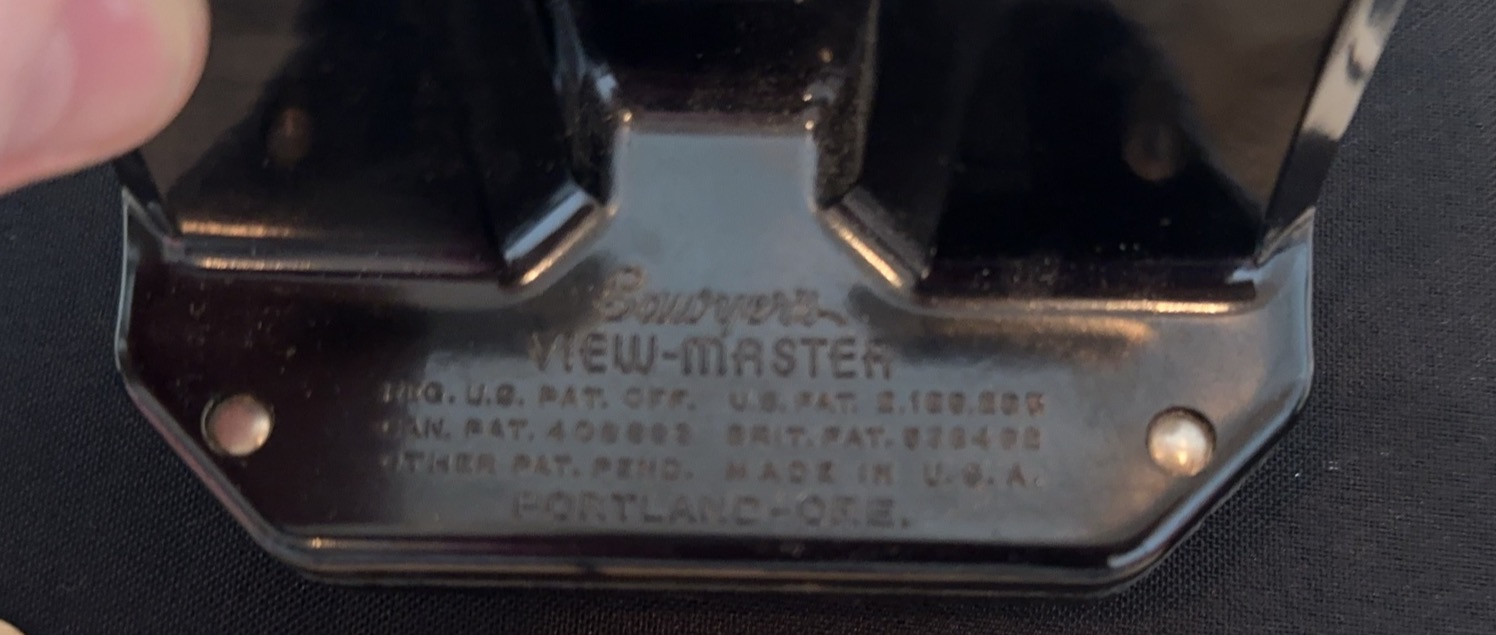 Sawyer's
VIEW-MASTER
REG. U.S. PAT. OFF. U.S. PAT.
CAN. PAT. BRIT. PAT.
OTHER PAT. PEND. MADE IN U.S.A.
PORTLAND-ORE.